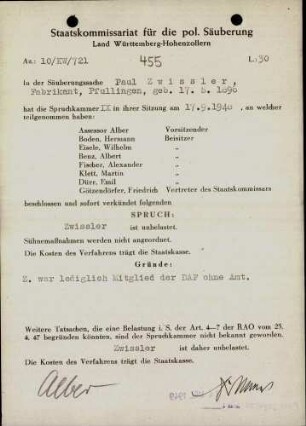 Staatskommissariat für die pol. Säuberung
Land Württemberg-Hohenzollern
Az.: 10/KW/721 455 L:30
In der Säuberungssache Paul Zwissler,
Fabrikant, Pfullingen, geb. 17. 5. 1896
hat die Spruchkammer IX in ihrer Sitzung am 17.9.1948, an welcher
teilgenommen haben:
Assessor Alber Vorsitzender
Boden, Hermann Beisitzer
Eisele, Wilhelm „
Benz, Albert „
Fischer, Alexander „
Klett, Martin „
Dürr, Emil „
Götzendörfer, Friedrich Vertreter des Staatskommissars
beschlossen und sofort verkündet folgenden
SPRUCH:
Zwissler ist unbelastet.
Sühnemaßnahmen werden nicht angeordnet.
Die Kosten des Verfahrens trägt die Staatskasse.
Gründe:
Z. war lediglich Mitglied der DAF ohne Amt.
Weitere Tatsachen, die eine Belastung i. S. der Art. 4—7 der RAO vom 25.
4. 47 begründen könnten, sind der Spruchkammer nicht bekannt geworden.
Zwissler ist daher unbelastet.
Die Kosten des Verfahrens trägt die Staatskasse.
Alber